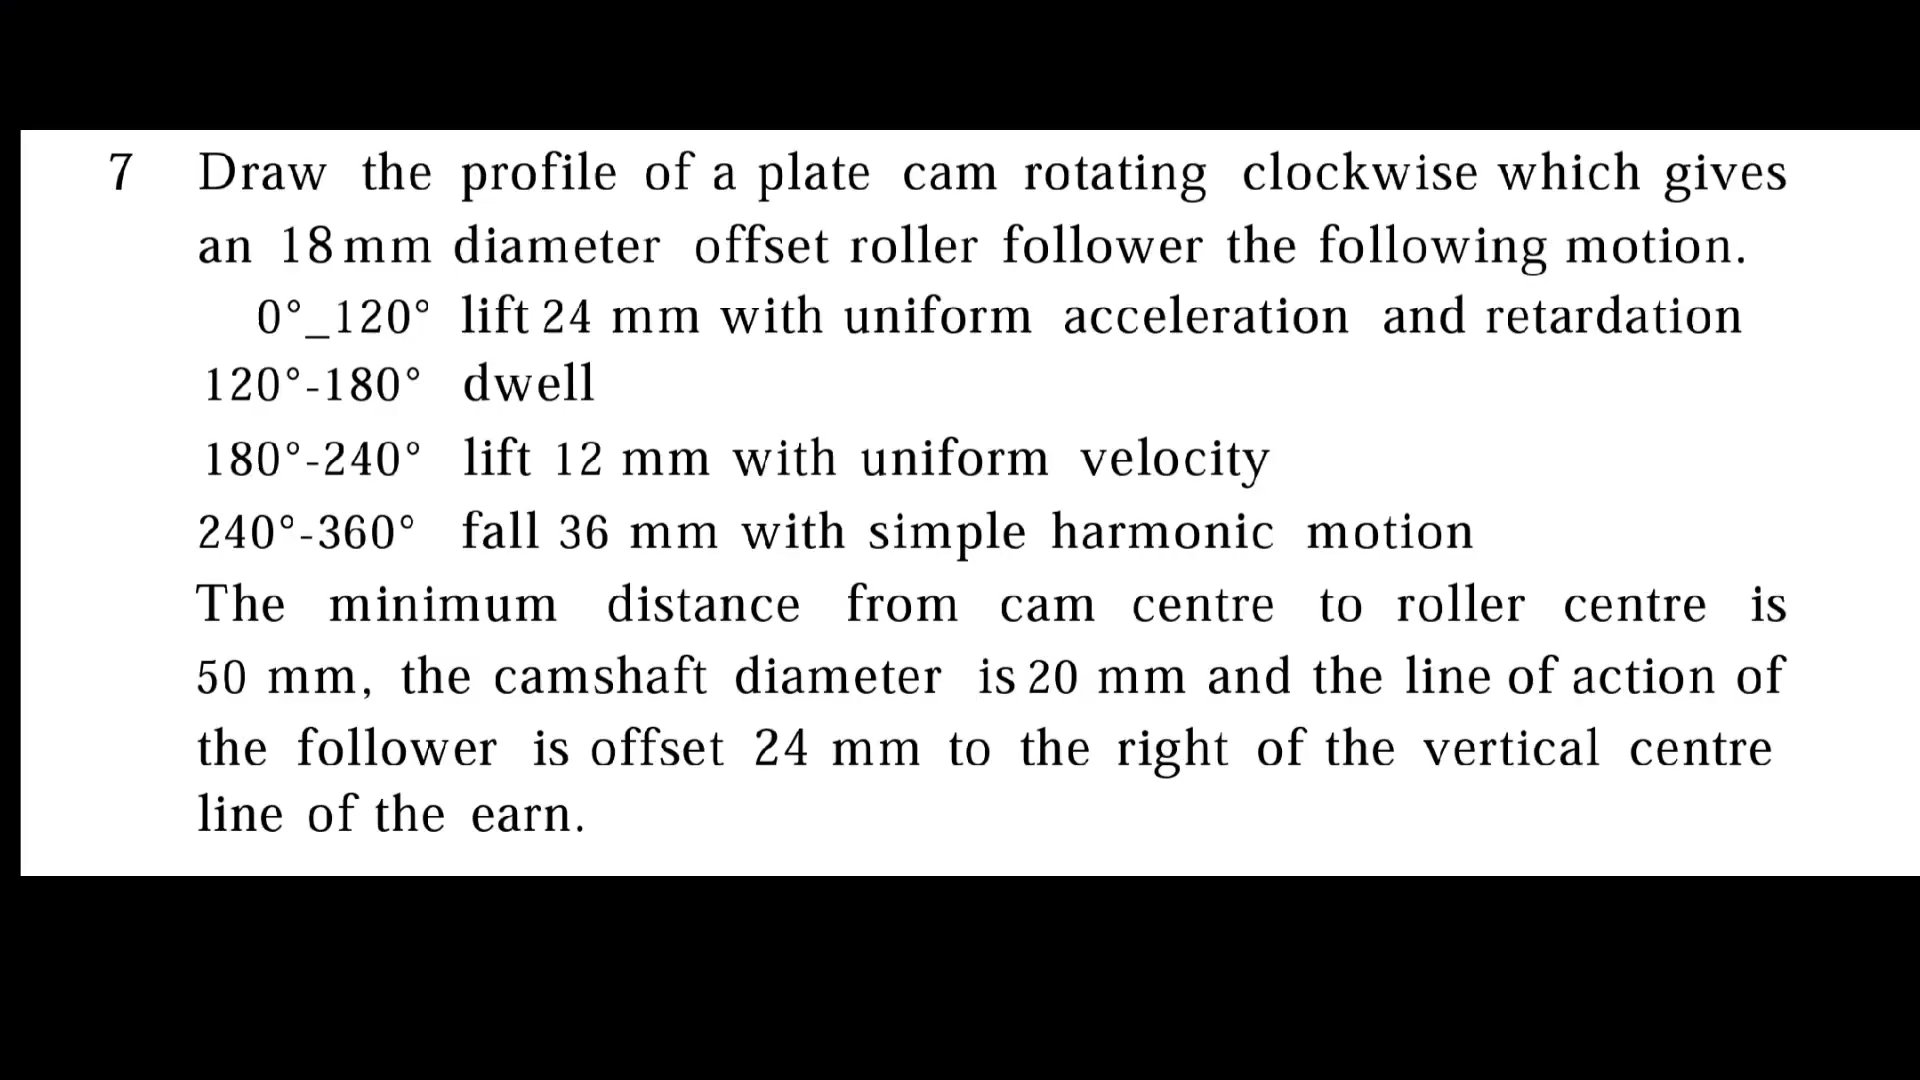 7 Draw the profile of a plate cam rotating clockwise which gives
an 18 mm diameter offset roller follower the following motion.
0°_120° lift 24 mm with uniform acceleration and retardation
120°-180° dwell
180°-240° lift 12 mm with uniform velocity
240°-360° fall 36 mm with simple harmonic motion
The minimum distance from cam centre to roller centre is
50 mm, the camshaft diameter is 20 mm and the line of action of
the follower is offset 24 mm to the right of the vertical centre
line of the earn.